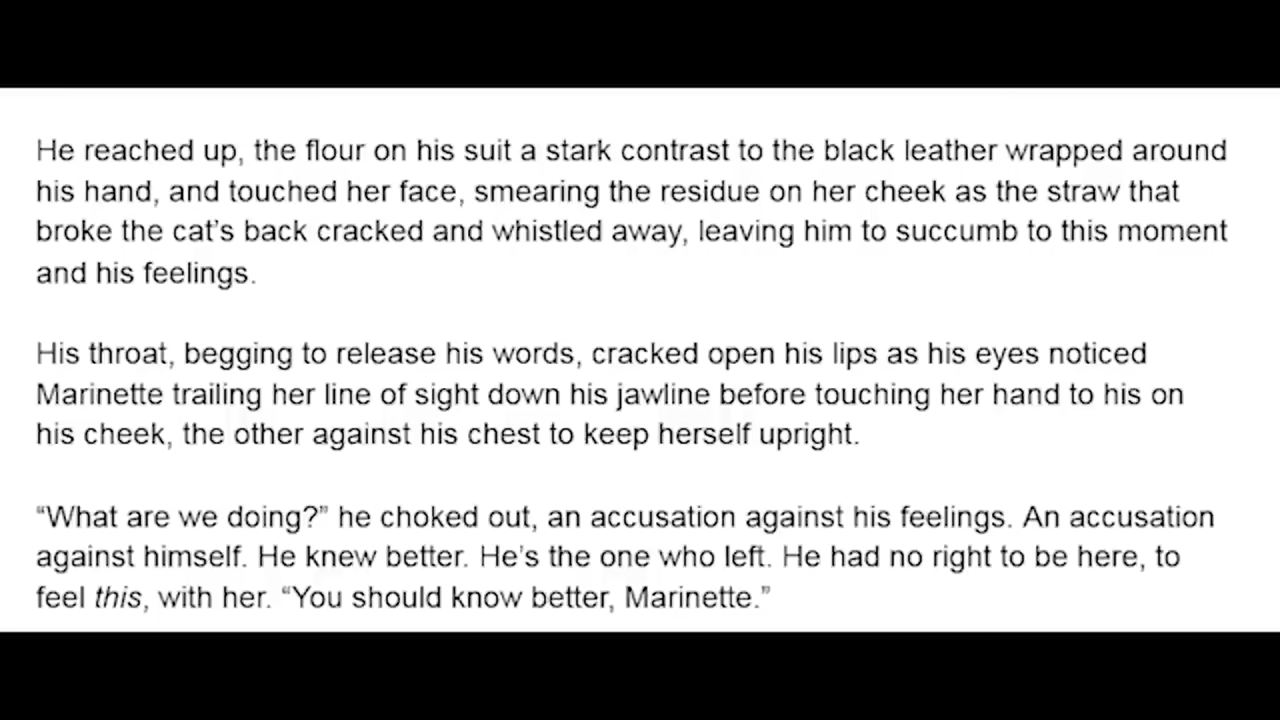 He reached up, the flour on his suit a stark contrast to the black leather wrapped around
his hand, and touched her face, smearing the residue on her cheek as the straw that
broke the cat’s back cracked and whistled away, leaving him to succumb to this moment
and his feelings.
His throat, begging to release his words, cracked open his lips as his eyes noticed
Marinette trailing her line of sight down his jawline before touching her hand to his on
his cheek, the other against his chest to keep herself upright.
“What are we doing?” he choked out, an accusation against his feelings. An accusation
against himself. He knew better. He’s the one who left. He had no right to be here, to
feel this, with her. “You should know better, Marinette.”